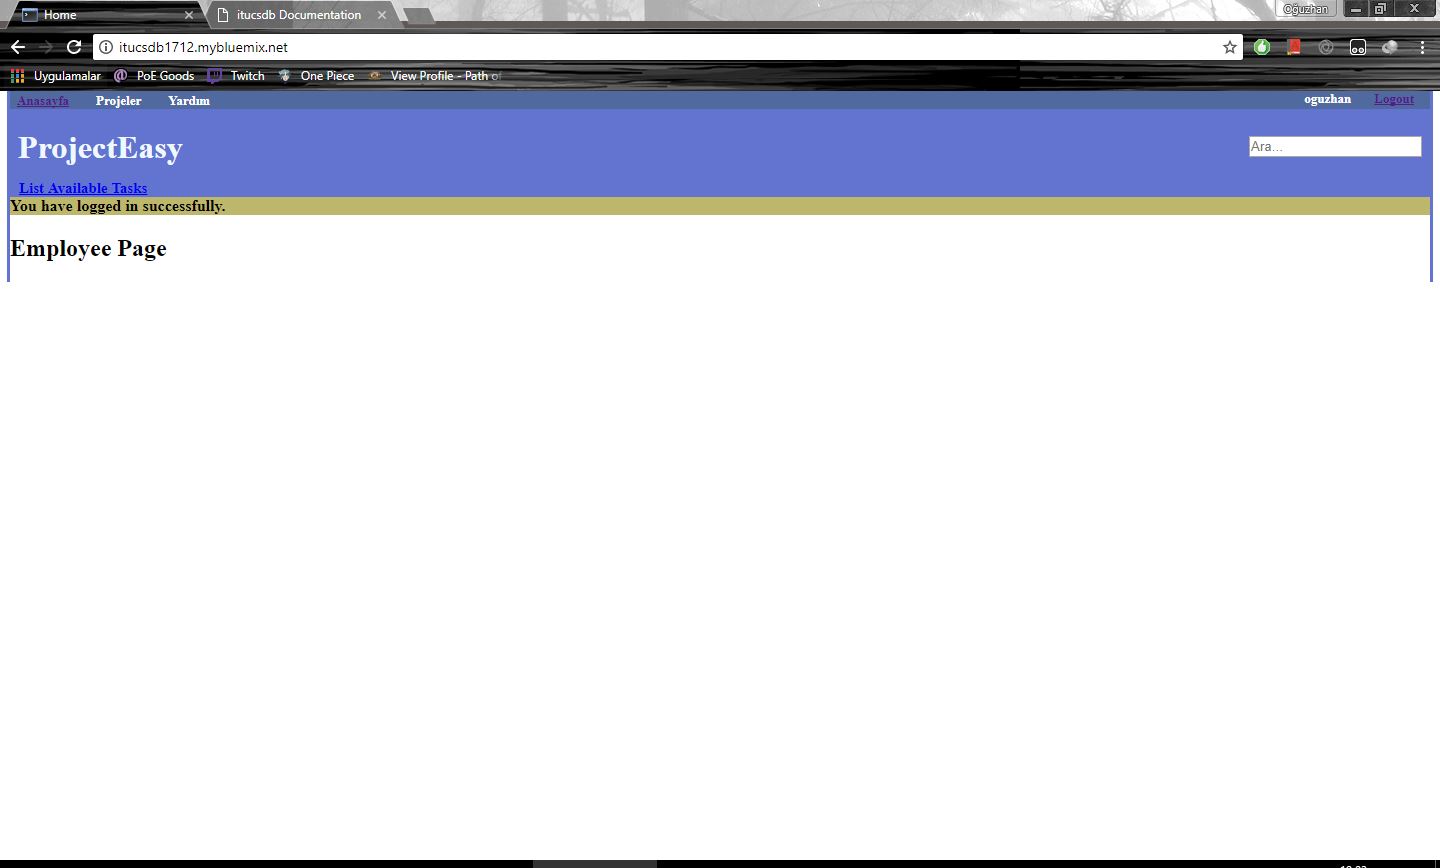 Home
itucsdb Documentation
Oğuzhan
itucsdb1712.mybluemix.net
Uygulamalar PoE Goods Twitch One Piece View Profile - Path of
Anasayfa Projeler Yardım oguzhan Logout
ProjectEasy
Ara...
List Available Tasks
You have logged in successfully.
Employee Page